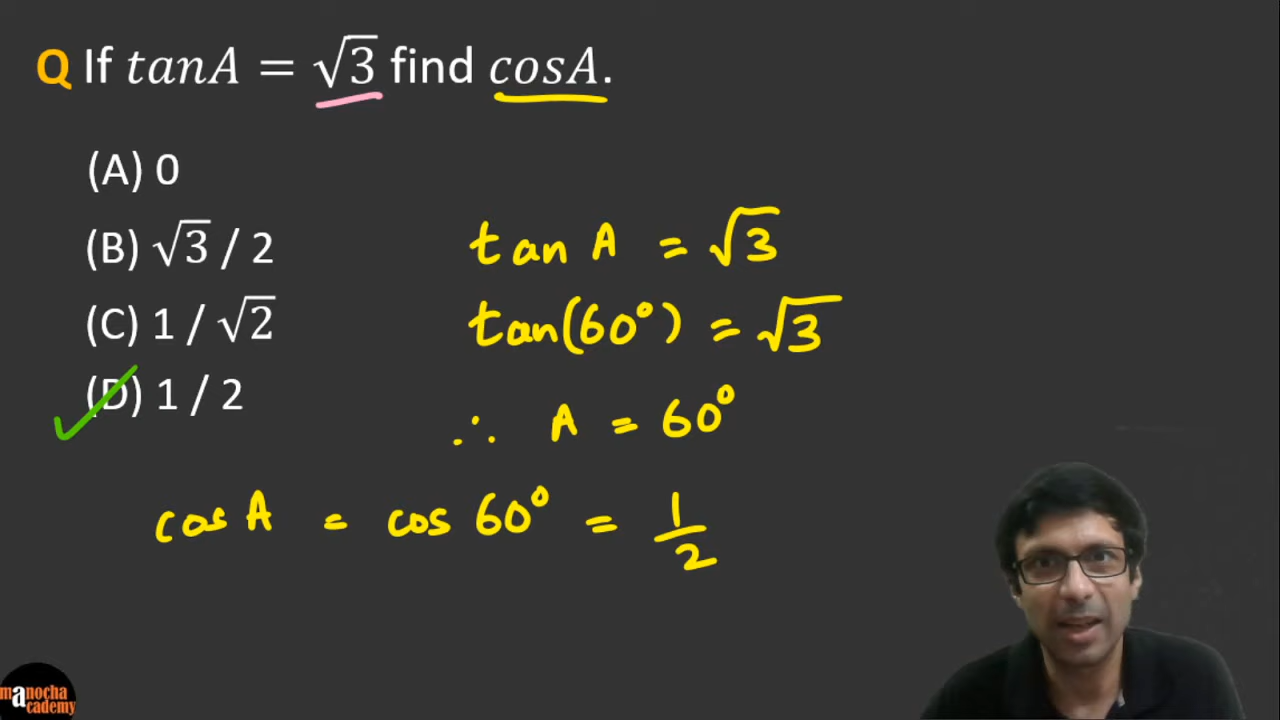 Q If tanA = √3 find cosA.
(A) 0
(B) √3 / 2
(C) 1 / √2
(D) 1 / 2
tan A = √3
tan(60°) = √3
∴ A = 60°
cos A = cos 60° = 1/2
manocha
academy